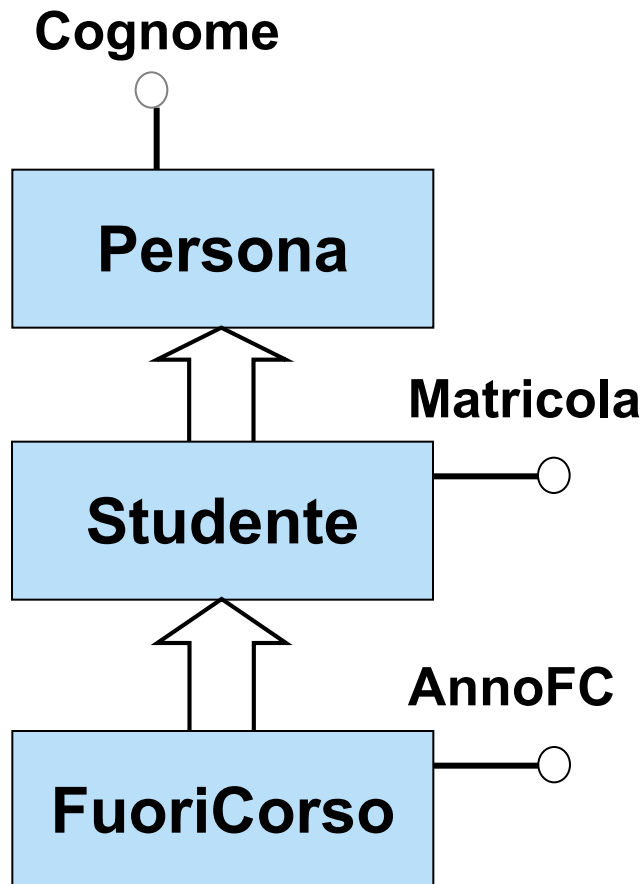 Cognome
Persona
Matricola
Studente
AnnoFC
FuoriCorso